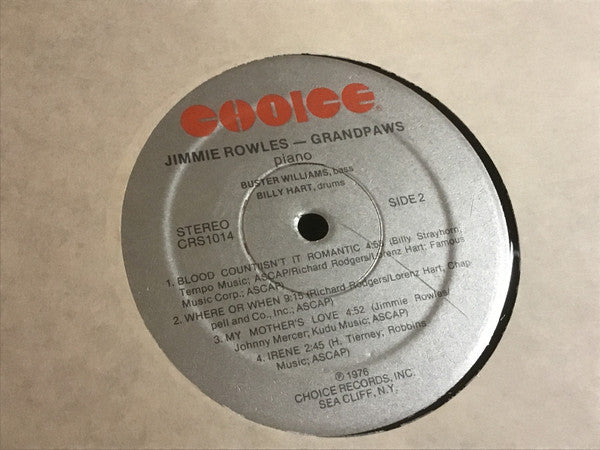 CHOICE®
JIMMIE ROWLES — GRANDPAWS
piano
BUSTER WILLIAMS, bass
BILLY HART, drums
STEREO
CRS1014
SIDE 2
1. BLOOD COUNT/ISN'T IT ROMANTIC 4:55 (Billy Strayhorn,
Tempo Music; ASCAP/Richard Rodgers/Lorenz Hart; Famous
Music Corp.; ASCAP)
2. WHERE OR WHEN 9:15 (Richard Rodgers/Lorenz Hart, Chap
pell and Co., Inc.; ASCAP)
3. MY MOTHER'S LOVE 4:52 (Jimmie Rowles/
Johnny Mercer; Kudu Music; ASCAP)
4. IRENE 2:45 (H. Tierney; Robbins
Music; ASCAP)
℗ 1976
CHOICE RECORDS, INC.
SEA CLIFF, N.Y.